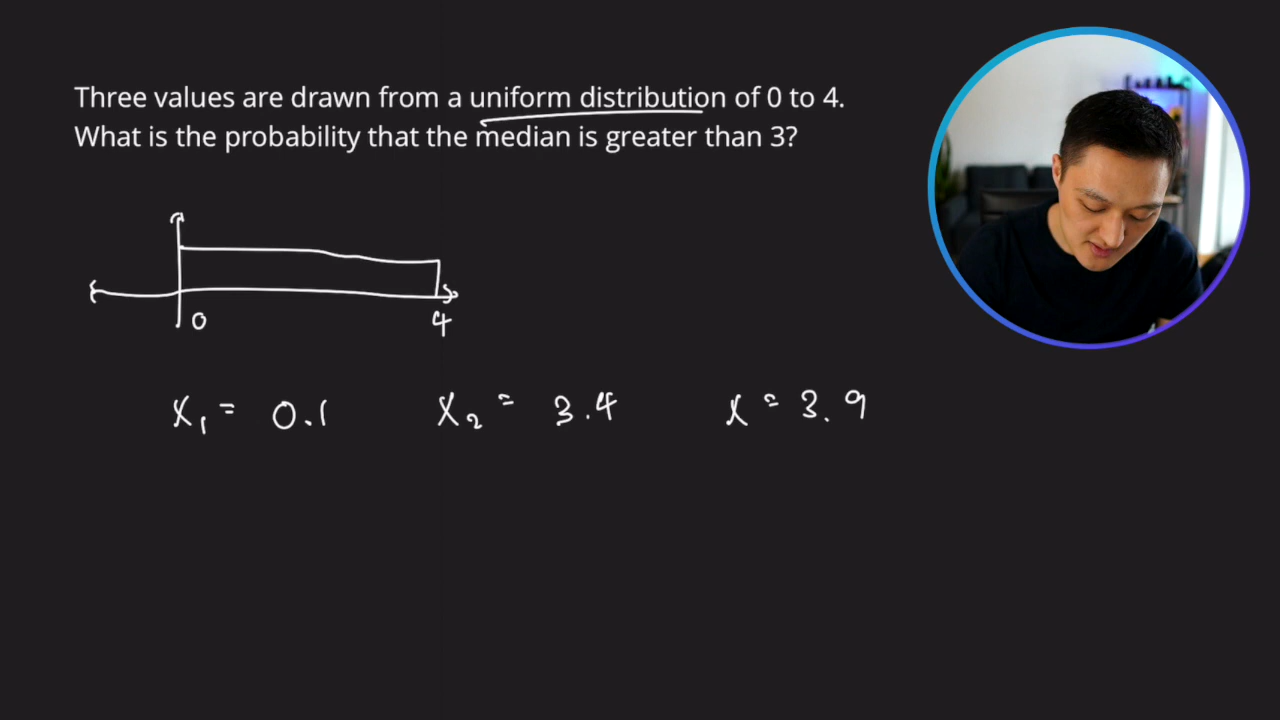 Three values are drawn from a uniform distribution of 0 to 4.
What is the probability that the median is greater than 3?
0 4
X₁ = 0.1 X₂ = 3.4 X = 3.9